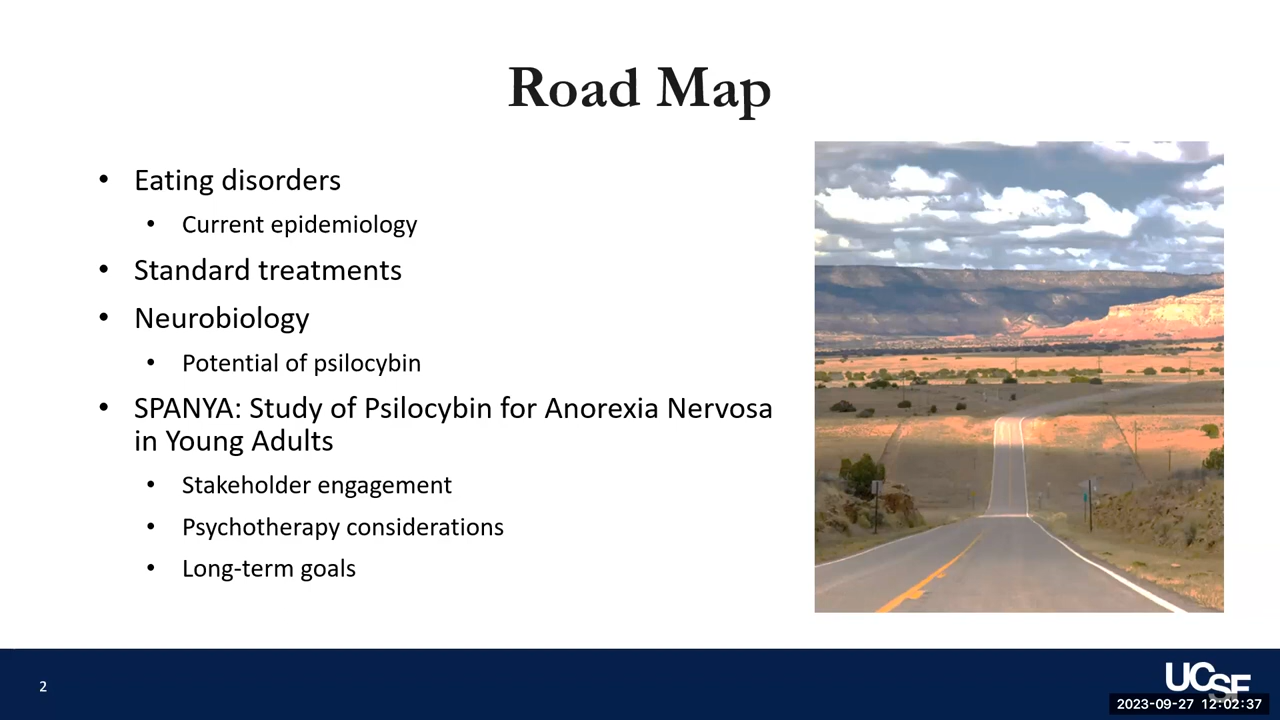 Road Map
• Eating disorders
• Current epidemiology
• Standard treatments
• Neurobiology
• Potential of psilocybin
• SPANYA: Study of Psilocybin for Anorexia Nervosa
in Young Adults
• Stakeholder engagement
• Psychotherapy considerations
• Long-term goals
2
UCSF
2023-09-27 12:02:37